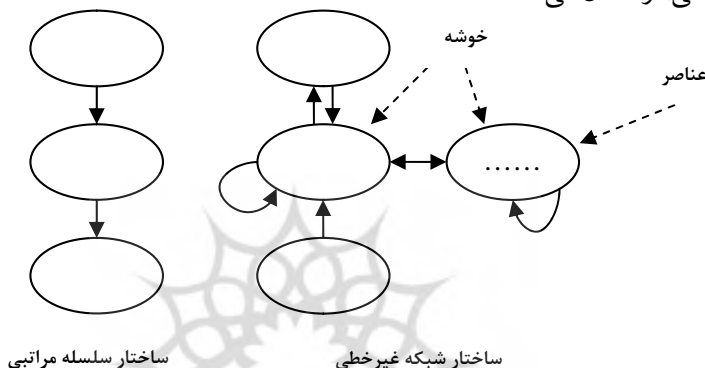 خوشه
عناصر
......
ساختار شبکه غیرخطی
ساختار سلسله مراتبی